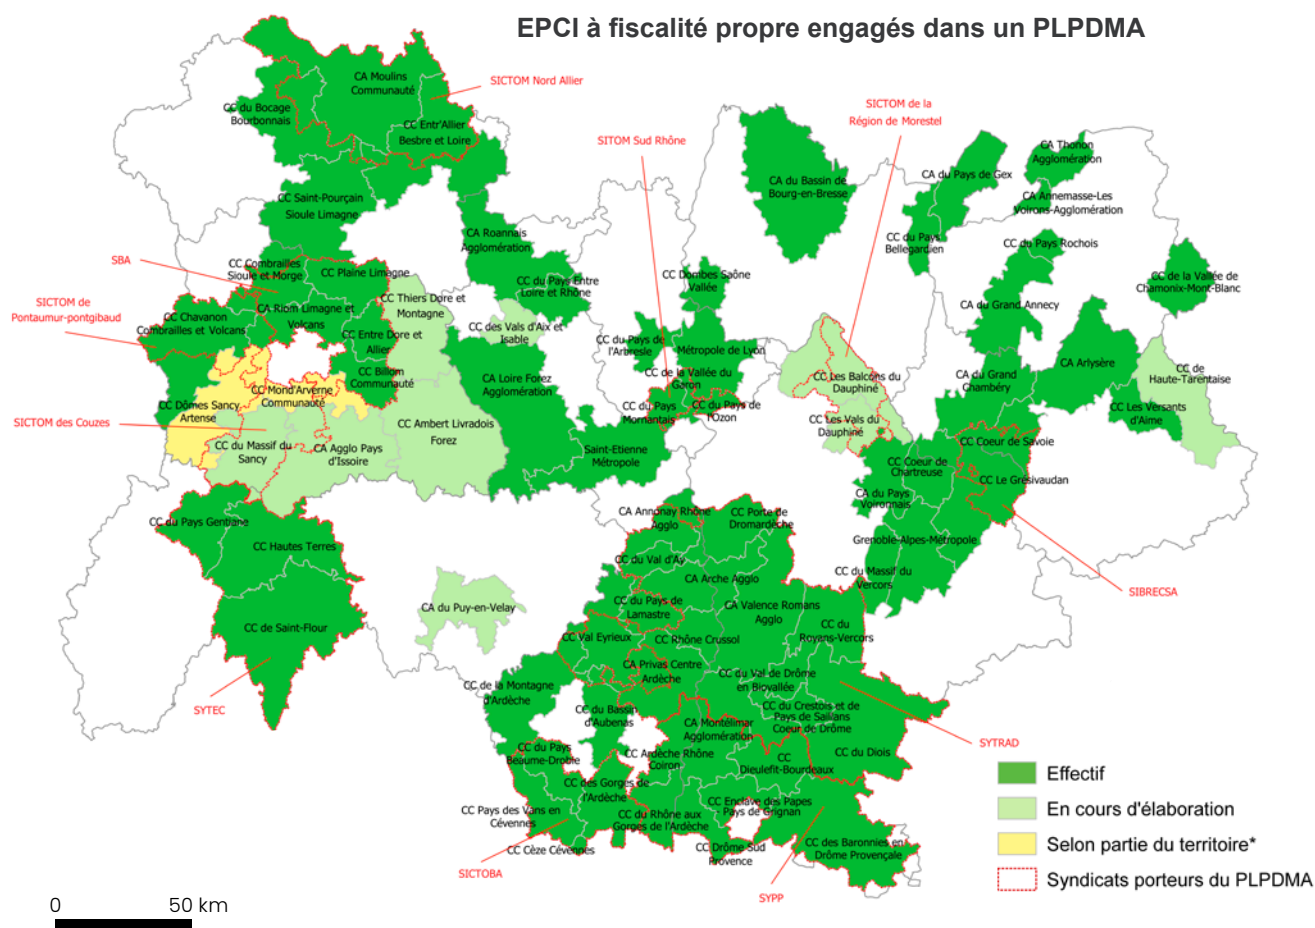 EPCI à fiscalité propre engagés dans un PLPDMA
CA Moulins
Communauté
SICTOM Nord Allier
CC du Bocage
Bourbonnais
CC Entr'Allier
Besbre et Loire
SICTOM de la
Région de Morestel
SITOM Sud Rhône
CA Thonon
Agglomération
CA du Pays de Gex
CA du Bassin de
Bourg-en-Bresse
CA Annemasse-Les
Voirons-Agglomération
CC Saint-Pourçain
Sioule Limagne
CA Roannais
Agglomération
CC du Pays
Bellegardien
CC du Pays Rochois
SBA
CC Combrailles
Sioule et Morge
CC Plaine Limagne
CC du Pays Entre
Loire et Rhône
CC Dombes Saône
Vallée
CC de la Vallée de
Chamonix-Mont-Blanc
SICTOM de
Pontaumur-pontgibaud
CC Thiers Dore et
Montagne
CA du Grand Annecy
CC Chavanon
Combrailles et Volcans
CA Riom Limagne et
Volcans
CC des Vals d'Aix et
Isable
CC Entre Dore et
Allier
CC du Pays de
l'Arbresle
Métropole de Lyon
CC Billom
Communauté
CC de la Vallée du
Garon
CA Loire Forez
Agglomération
CC Les Balcons du
Dauphiné
CA du Grand
Chambéry
CA Arlysère
CC de
Haute-Tarentaise
CC Mond'Arverne
Communauté
CC Dômes Sancy
Artense
CC du Pays
Mornantais
CC du Pays de
l'Ozon
CC Les Versants
d'Aime
SICTOM des Couzes
CC Ambert Livradois
Forez
CC Les Vals du
Dauphiné
CC Coeur de Savoie
CC du Massif du
Sancy
CA Agglo Pays
d'Issoire
Saint-Etienne
Métropole
CC Coeur de
Chartreuse
CC Le Grésivaudan
CA du Pays
Voironnais
CC du Pays Gentiane
CA Annonay Rhône
Agglo
CC Porte de
Dromardèche
Grenoble-Alpes-Métropole
CC Hautes Terres
CC du Val d'Ay
CA Arche Agglo
CC du Massif du
Vercors
SIBRECSA
CA du Puy-en-Velay
CC du Pays de
Lamastre
CA Valence Romans
Agglo
CC de Saint-Flour
CC Val Eyrieux
CC Rhône Crussol
CC du
Royans-Vercors
CA Privas Centre
Ardèche
CC du Val de Drôme
en Biovallée
CC de la Montagne
d'Ardèche
SYTEC
CC du Bassin
d'Aubenas
CA Montélimar
Agglomération
CC du Crestois et de
Pays de Saillans
Coeur de Drôme
SYTRAD
CC du Pays
Beaume-Drobie
CC Ardèche Rhône
Coiron
CC
Dieulefit-Bourdeaux
CC du Diois
CC des Gorges de
l'Ardèche
CC Pays des Vans en
Cévennes
CC du Rhône aux
Gorges de l'Ardèche
CC Enclave des Papes
- Pays de Grignan
CC Cèze Cévennes
CC Drôme Sud
Provence
CC des Baronnies en
Drôme Provençale
SICTOBA
SYPP
Effectif
En cours d'élaboration
Selon partie du territoire*
Syndicats porteurs du PLPDMA
0 50 km